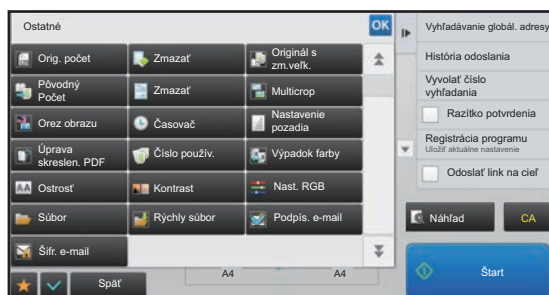 Ostatné
OK
Orig. počet
Zmazať
Originál s
zm.veľk.
Pôvodný
Počet
Zmazať
Multicrop
Orez obrazu
Časovač
Nastavenie
pozadia
Úprava
skreslen. PDF
Číslo použív.
Výpadok farby
Ostrosť
Kontrast
Nast. RGB
Súbor
Rýchly súbor
Podpis. e-mail
Šifr. e-mail
Späť
A4
A4
Vyhľadávanie globál. adresy
História odoslania
Vyvolať číslo
vyhľadania
Razítko potvrdenia
Registrácia programu
Uložiť aktuálne nastavenie
Odoslať link na cieľ
Náhľad
CA
Štart